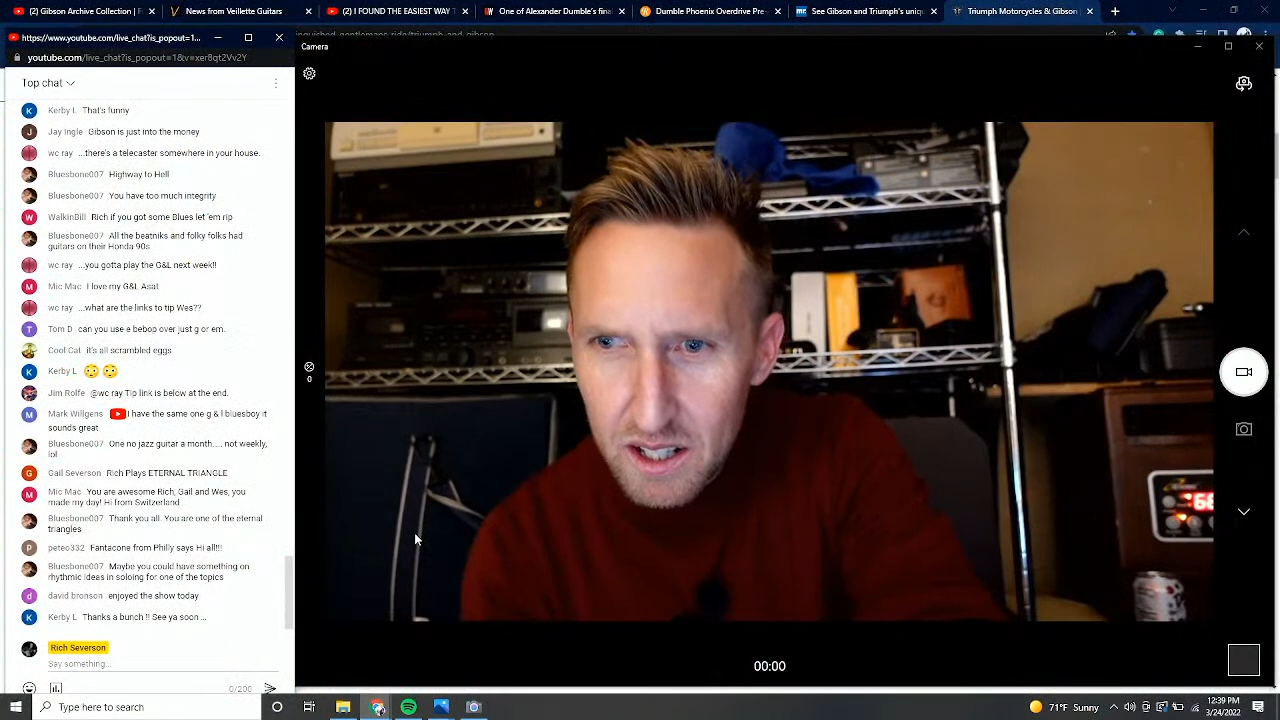 (2) Gibson - Collections |
News from Veillette Guitars
(2) I FOUND THE EASIEST WAY T
One of Alexander Dumble's fina
Dumble Phoenix Overdrive P
See Gibson and Triumph's uniq
Triumph Motorcycles & Gibson
https://www.youtube.com/live_chat?is_popout=1...
youtube.com/live_chat?is_popout=1&v=xer8qtZVv2Y
Camera
Top chat
Kerby L. That's funny
Jay Ingle Gibson is just into the money
wc ray ...there's a telecaster somewhere in your house.
Bluesbone007 Highway to Hell
Bluesbone007 You have too much integrity
WalkinBill Rich if you got some Blues let 'em rip
Bluesbone007 All the beatniks and folky folks had
guitars on their Honda 90s
wc ray ...you gotta play the G&L next week!!
Mic Mac I love my G&L Asat
wc ray ...what are the links to tip Wes??
Tom D can you use a bebop over just g or em.
Cool Cat it's all scrambled eggs
Kerby L
Jim Rolfe @wc ray Tip link is below at the end.
Mark Willgens I have the same one g & l bluesboy it
sounds great
Bluesbone007 One no jazz guitar a month.... not weekly,
lol
Gail Severson Rich Plays ETERNAL TRIANGLE
Mic Mac You are awesome Rich, Gail and Wes, you
made my day! Hi from Switzerland
Bluesbone007 Thank you all. You are one of the eternal
triangles
peteo332 Fantacone from Philly says Hi all!!!
Bluesbone007 Maybe you could have something on
rhythmic ideas in soloing for one of the topics
david bronson enjoyed the show today
Kerby L. Thanks a bunch !! See ya soon ...
Rich Severson
Say something...
0/200
0
00:00
Type here to search
71°F Sunny
12:39 PM
3/24/2022